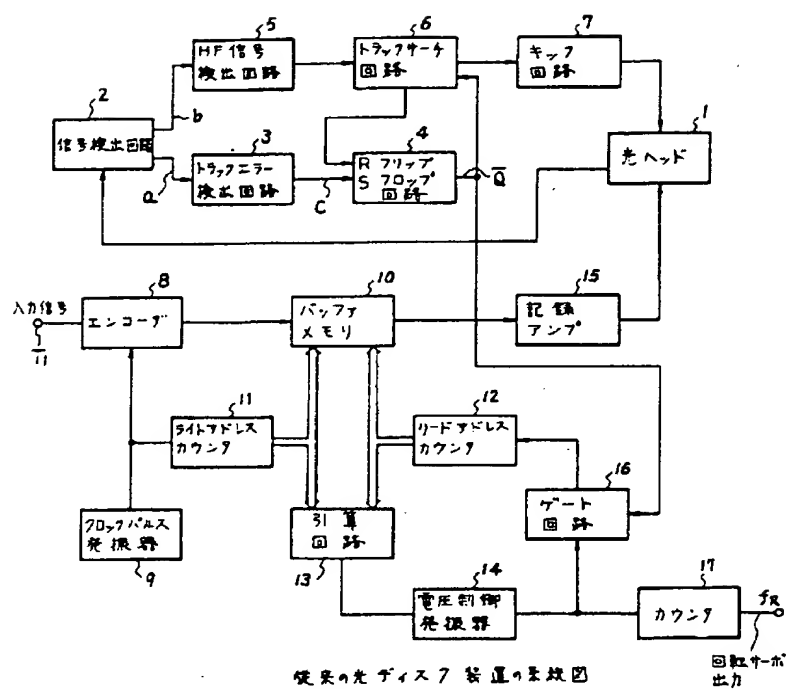 5
HF信号
検出回路
6
トラックサーチ
回路
7
キック
回路
2
信号検出回路
b
a
3
トラックエラー
検出回路
C
4
R フリップ
S フロップ
回路
Q̅
1
光ヘッド
入力信号
T1
8
エンコーダ
10
バッファ
メモリ
15
記録
アンプ
11
ライトアドレス
カウンタ
12
リードアドレス
カウンタ
16
ゲート
回路
クロックパルス
発振器
9
引算
回路
13
14
電圧制御
発振器
17
カウンタ
fR
回転サーボ
出力
従来の光ディスク装置の系統図